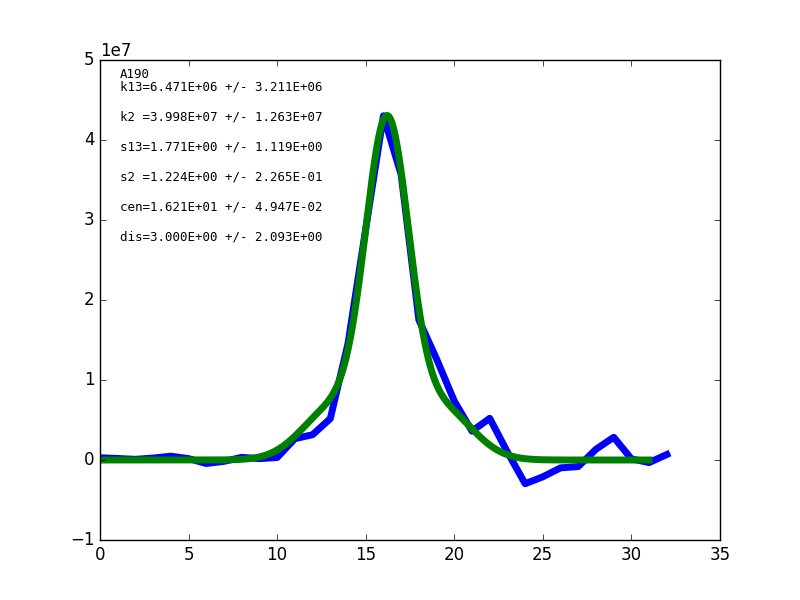 1e7
A190
k13=6.471E+06 +/- 3.211E+06
k2 =3.998E+07 +/- 1.263E+07
s13=1.771E+00 +/- 1.119E+00
s2 =1.224E+00 +/- 2.265E-01
cen=1.621E+01 +/- 4.947E-02
dis=3.000E+00 +/- 2.093E+00
5
4
3
2
1
0
−1
0 5 10 15 20 25 30 35